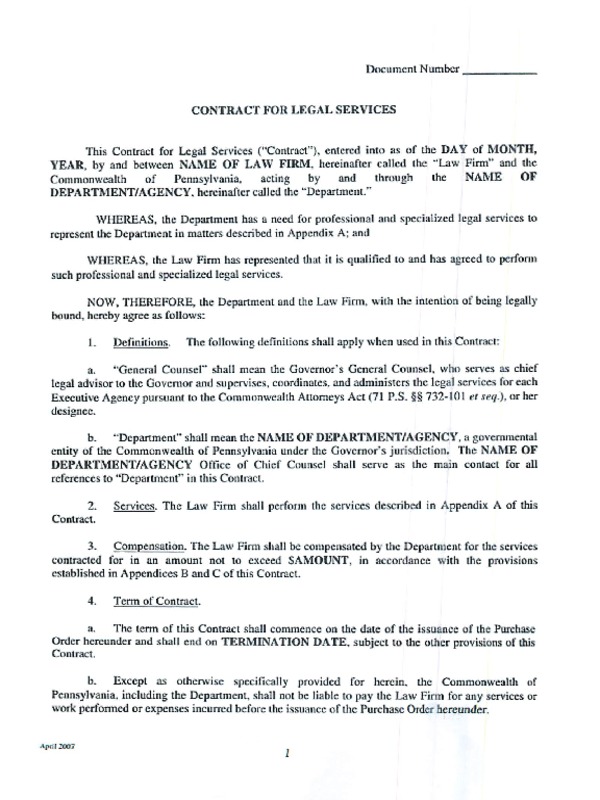 Document Number ____________
CONTRACT FOR LEGAL SERVICES
This Contract for Legal Services ("Contract"), entered into as of the DAY of MONTH,
YEAR, by and between NAME OF LAW FIRM, hereinafter called the "Law Firm" and the
Commonwealth of Pennsylvania, acting by and through the NAME OF
DEPARTMENT/AGENCY, hereinafter called the "Department."
WHEREAS, the Department has a need for professional and specialized legal services to
represent the Department in matters described in Appendix A; and
WHEREAS, the Law Firm has represented that it is qualified to and has agreed to perform
such professional and specialized legal services.
NOW, THEREFORE, the Department and the Law Firm, with the intention of being legally
bound, hereby agree as follows:
1. Definitions. The following definitions shall apply when used in this Contract:
a. "General Counsel" shall mean the Governor's General Counsel, who serves as chief
legal advisor to the Governor and supervises, coordinates, and administers the legal services for each
Executive Agency pursuant to the Commonwealth Attorneys Act (71 P.S. §§ 732-101 et seq.), or her
designee.
b. "Department" shall mean the NAME OF DEPARTMENT/AGENCY, a governmental
entity of the Commonwealth of Pennsylvania under the Governor's jurisdiction. The NAME OF
DEPARTMENT/AGENCY Office of Chief Counsel shall serve as the main contact for all
references to "Department" in this Contract.
2. Services. The Law Firm shall perform the services described in Appendix A of this
Contract.
3. Compensation. The Law Firm shall be compensated by the Department for the services
contracted for in an amount not to exceed $AMOUNT, in accordance with the provisions
established in Appendices B and C of this Contract.
4. Term of Contract.
a. The term of this Contract shall commence on the date of the issuance of the Purchase
Order hereunder and shall end on TERMINATION DATE, subject to the other provisions of this
Contract.
b. Except as otherwise specifically provided for herein, the Commonwealth of
Pennsylvania, including the Department, shall not be liable to pay the Law Firm for any services or
work performed or expenses incurred before the issuance of the Purchase Order hereunder.
April 2007
1